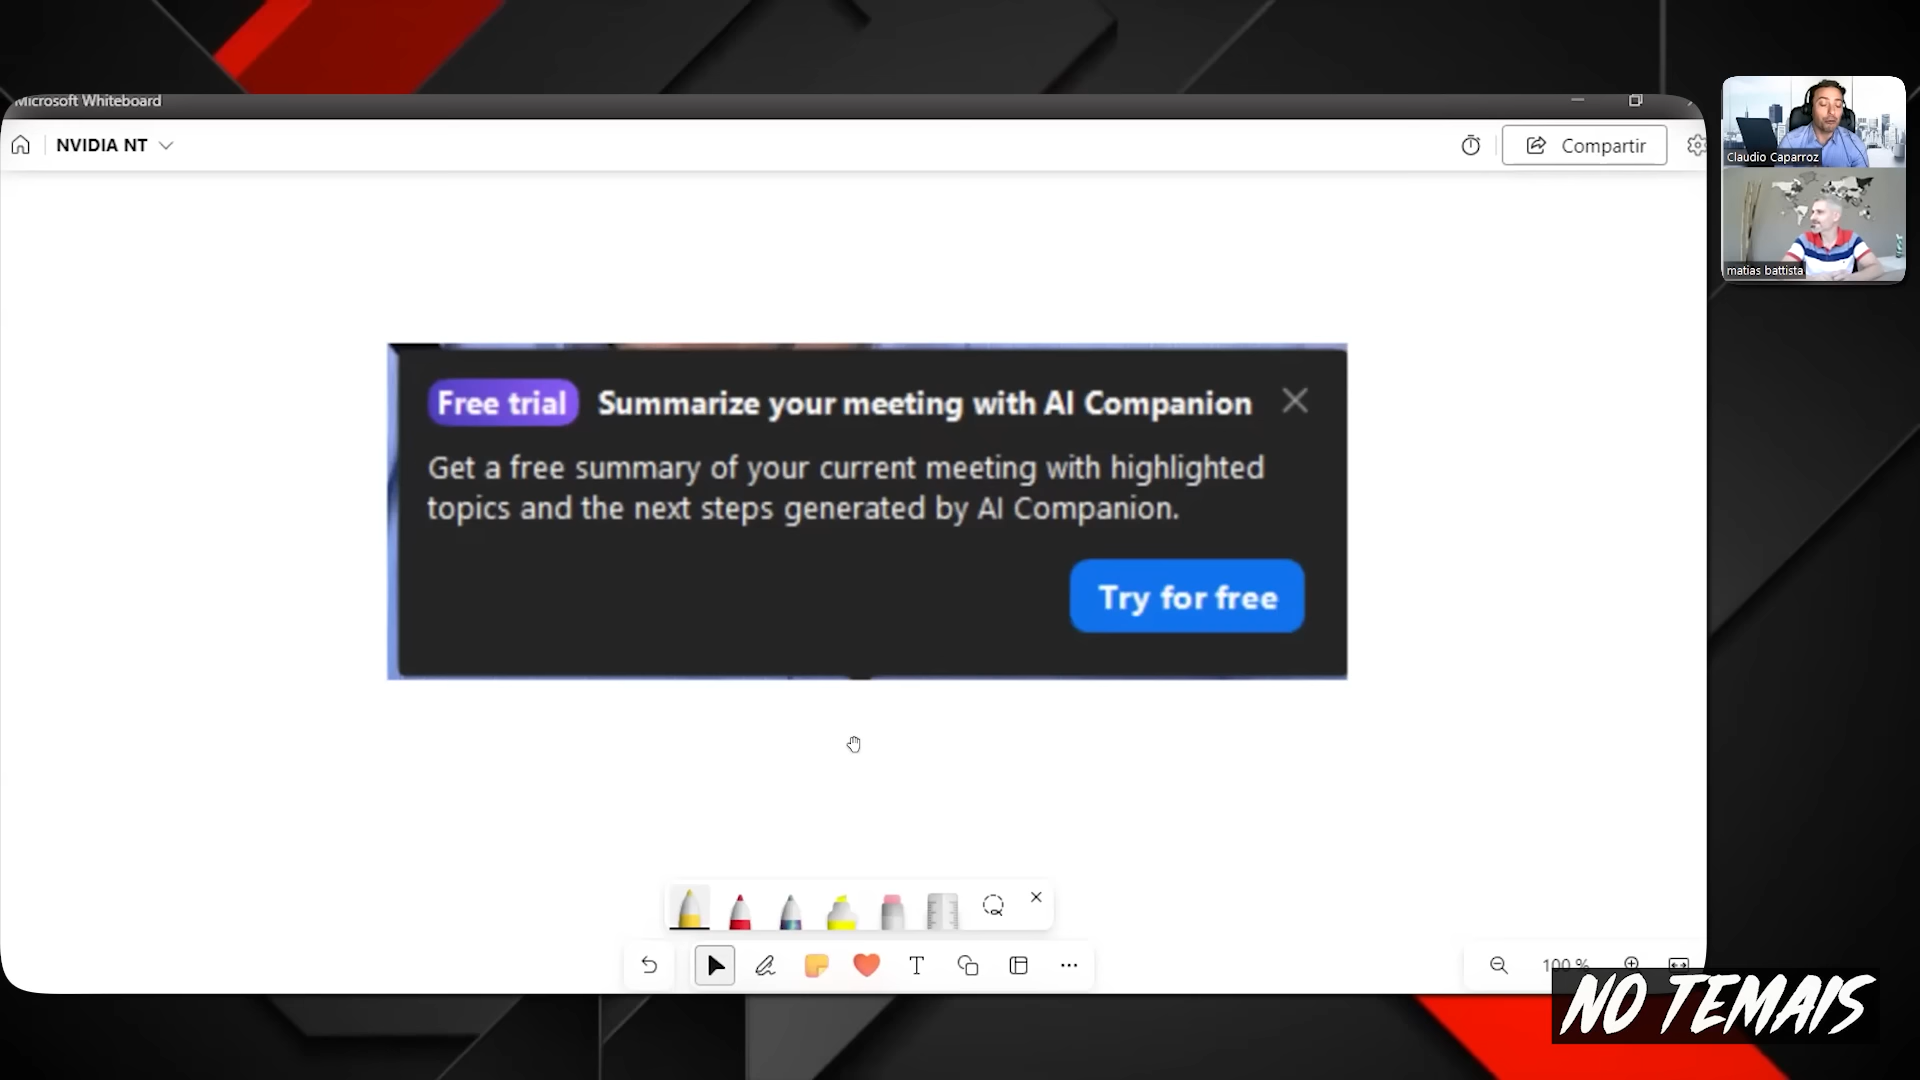 Microsoft Whiteboard
NVIDIA NT
Compartir
Claudio Caparroz
matias battista
Free trial Summarize your meeting with AI Companion
Get a free summary of your current meeting with highlighted
topics and the next steps generated by AI Companion.
Try for free
T
100 %
NO TEMAIS